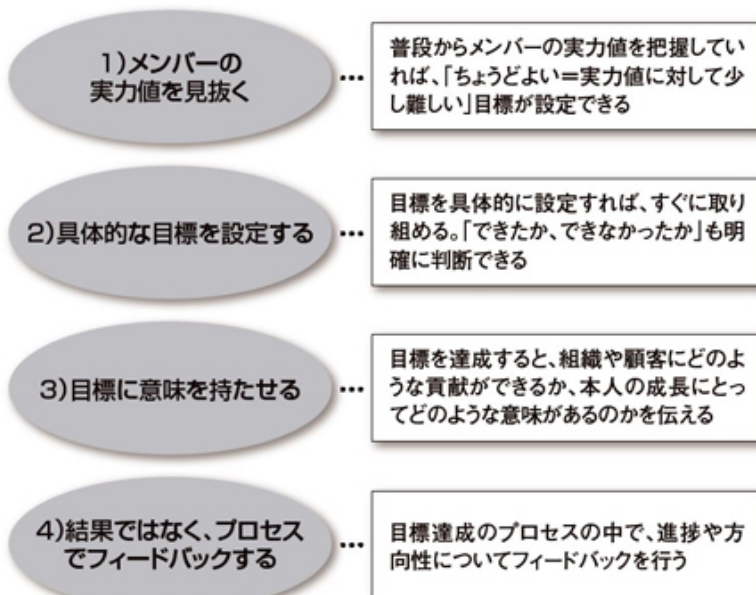 1)メンバーの
実力値を見抜く
…
普段からメンバーの実力値を把握してい
れば、「ちょうどよい=実力値に対して少
し難しい」目標が設定できる
2)具体的な目標を設定する
…
目標を具体的に設定すれば、すぐに取り
組める。「できたか、できなかったか」も明
確に判断できる
3)目標に意味を持たせる
…
目標を達成すると、組織や顧客にどのよ
うな貢献ができるか、本人の成長にとっ
てどのような意味があるのかを伝える
4)結果ではなく、プロセス
でフィードバックする
…
目標達成のプロセスの中で、進捗や方
向性についてフィードバックを行う